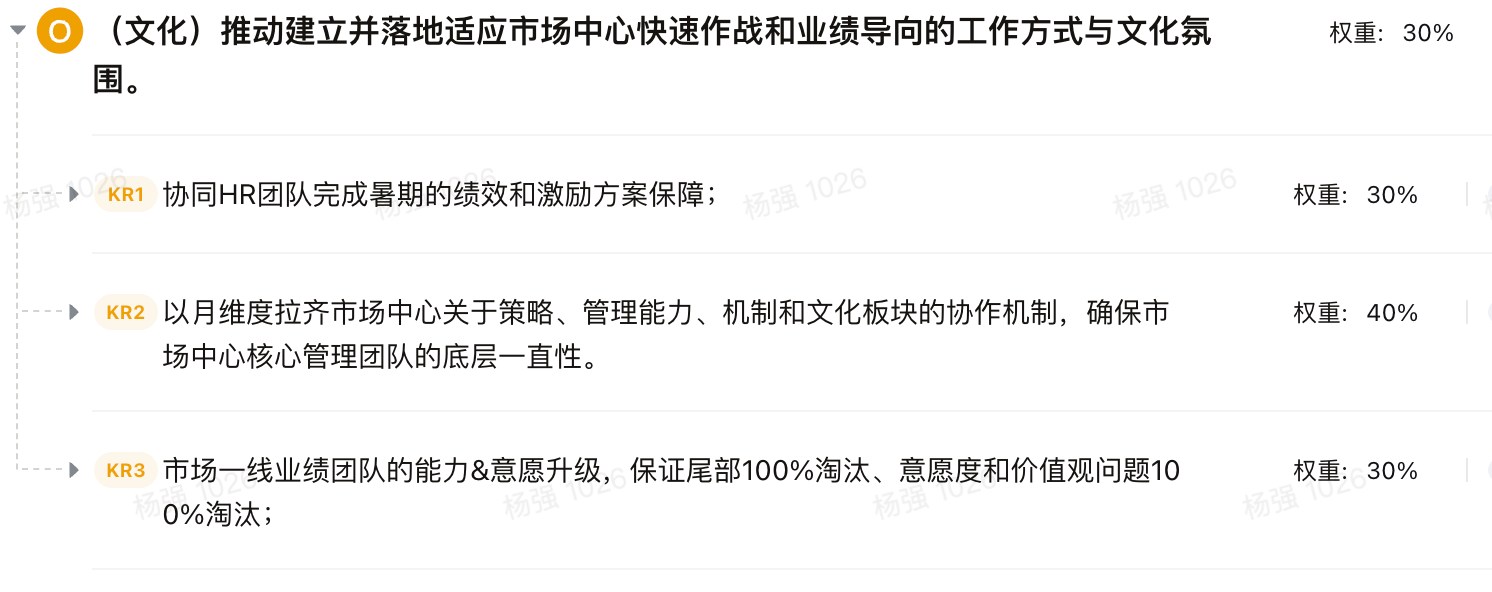 O （文化）推动建立并落地适应市场中心快速作战和业绩导向的工作方式与文化氛 权重: 30%
围。
KR1 协同HR团队完成暑期的绩效和激励方案保障； 权重: 30%
KR2 以月维度拉齐市场中心关于策略、管理能力、机制和文化板块的协作机制，确保市 权重: 40%
场中心核心管理团队的底层一直性。
KR3 市场一线业绩团队的能力&意愿升级，保证尾部100%淘汰、意愿度和价值观问题10 权重: 30%
0%淘汰；
杨强 1026
杨强 1026
杨强 1026
杨强 1026
杨强 1026
杨强 1026
杨强 1026
杨强 1026